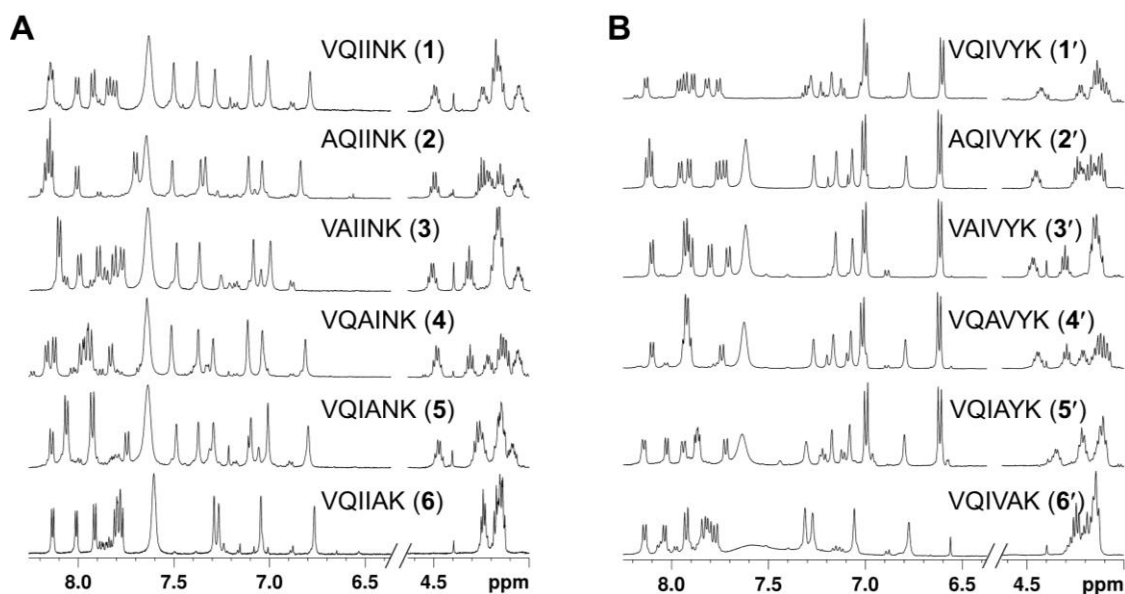 A
VQIINK (1)
AQIINK (2)
VAIINK (3)
VQAINK (4)
VQIANK (5)
VQIIAK (6)
8.0 7.5 7.0 6.5 4.5 ppm
B
VQIVYK (1′)
AQIVYK (2′)
VAIVYK (3′)
VQAVYK (4′)
VQIAYK (5′)
VQIVAK (6′)
8.0 7.5 7.0 6.5 4.5 ppm